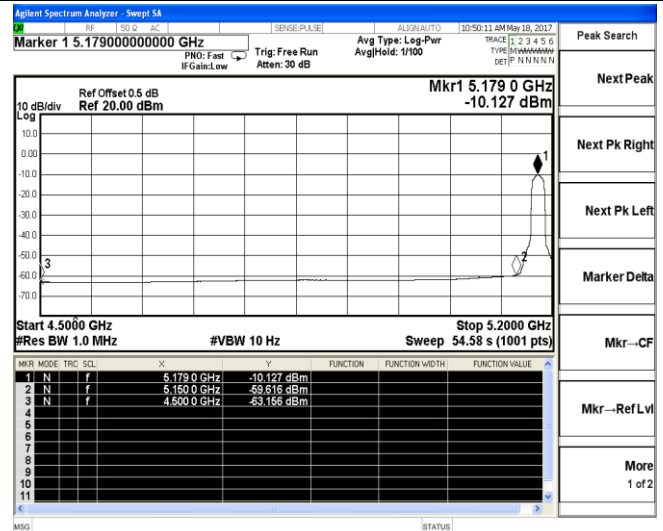 Agilent Spectrum Analyzer - Swept SA
RF 50 Ω AC SENSE:PULSE ALIGN AUTO 10:50:11 AM May 18, 2017
Marker 1 5.179000000000 GHz
PNO: Fast Trig: Free Run
IFGain:Low Atten: 30 dB
Avg Type: Log-Pwr
Avg|Hold: 1/100
TRACE 1 2 3 4 5 6
TYPE
DET P N N N N N
Ref Offset 0.5 dB
10 dB/div Ref 20.00 dBm
Log
Mkr1 5.179 0 GHz
-10.127 dBm
10.0
0.00
-10.0
-20.0
-30.0
-40.0
-50.0
-60.0
-70.0
1
2
3
Start 4.5000 GHz Stop 5.2000 GHz
#Res BW 1.0 MHz #VBW 10 Hz Sweep 54.58 s (1001 pts)
MKR MODE TRC SCL X Y FUNCTION FUNCTION WIDTH FUNCTION VALUE
1 N f 5.179 0 GHz -10.127 dBm
2 N f 5.150 0 GHz -59.616 dBm
3 N f 4.500 0 GHz -63.156 dBm
4
5
6
7
8
9
10
11
MSG STATUS
Peak Search
Next Peak
Next Pk Right
Next Pk Left
Marker Delta
Mkr→CF
Mkr→Ref Lvl
More
1 of 2